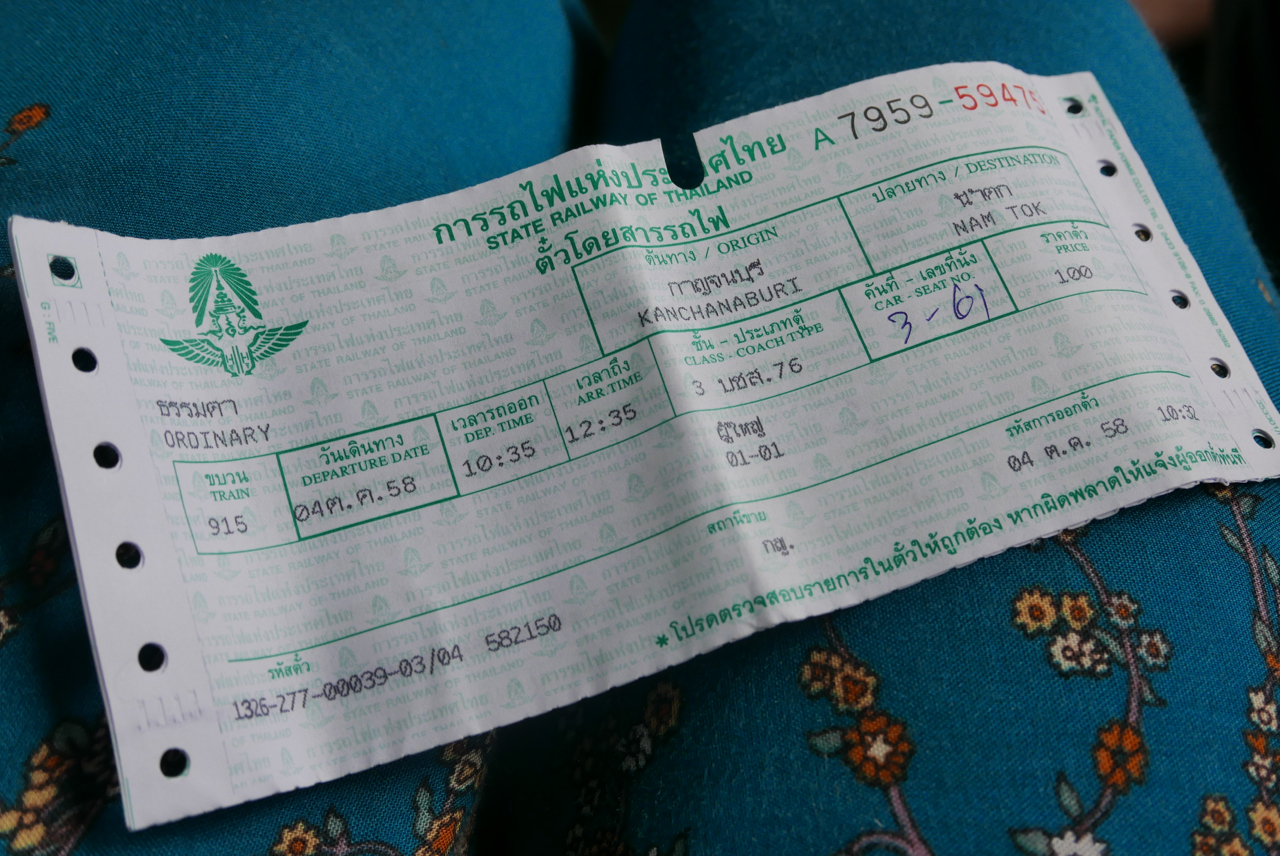 การรถไฟแห่งประเทศไทย A 7959-5947
STATE RAILWAY OF THAILAND
ตั๋วโดยสารรถไฟ
ต้นทาง / ORIGIN
กาญจนบุรี
KANCHANABURI
ปลายทาง / DESTINATION
น้ำตก
NAM TOK
ธรรมดา
ORDINARY
ขบวน
TRAIN
915
วันเดินทาง
DEPARTURE DATE
04ต.ค.58
เวลารถออก
DEP. TIME
10:35
เวลาถึง
ARR. TIME
12:35
ชั้น - ประเภทตู้
CLASS - COACH TYPE
3 บชส.76
คันที่ - เลขที่นั่ง
CAR - SEAT NO.
3 - 61
ราคาตั๋ว
PRICE
100
ผู้ใหญ่
01-01
รหัสการออกตั๋ว
04 ต.ค. 58 10:32
สถานีขาย
กญ.
รหัสตั๋ว
1326-277-00039-03/04 582150
*โปรดตรวจสอบรายการในตั๋วให้ถูกต้อง หากผิดพลาดให้แจ้งผู้ออกตั๋วทันที